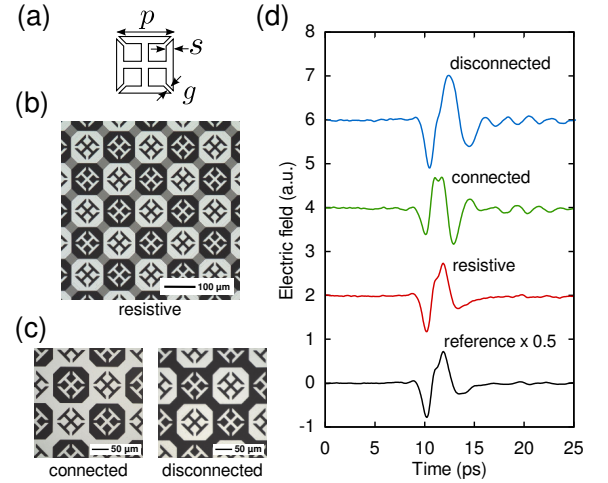 (a)
p
s
g
(b)
100 µm
resistive
(c)
50 µm
50 µm
connected
disconnected
(d)
8
7
6
5
4
3
2
1
0
-1
Electric field (a.u.)
disconnected
connected
resistive
reference x 0.5
0
5
10
15
20
25
Time (ps)